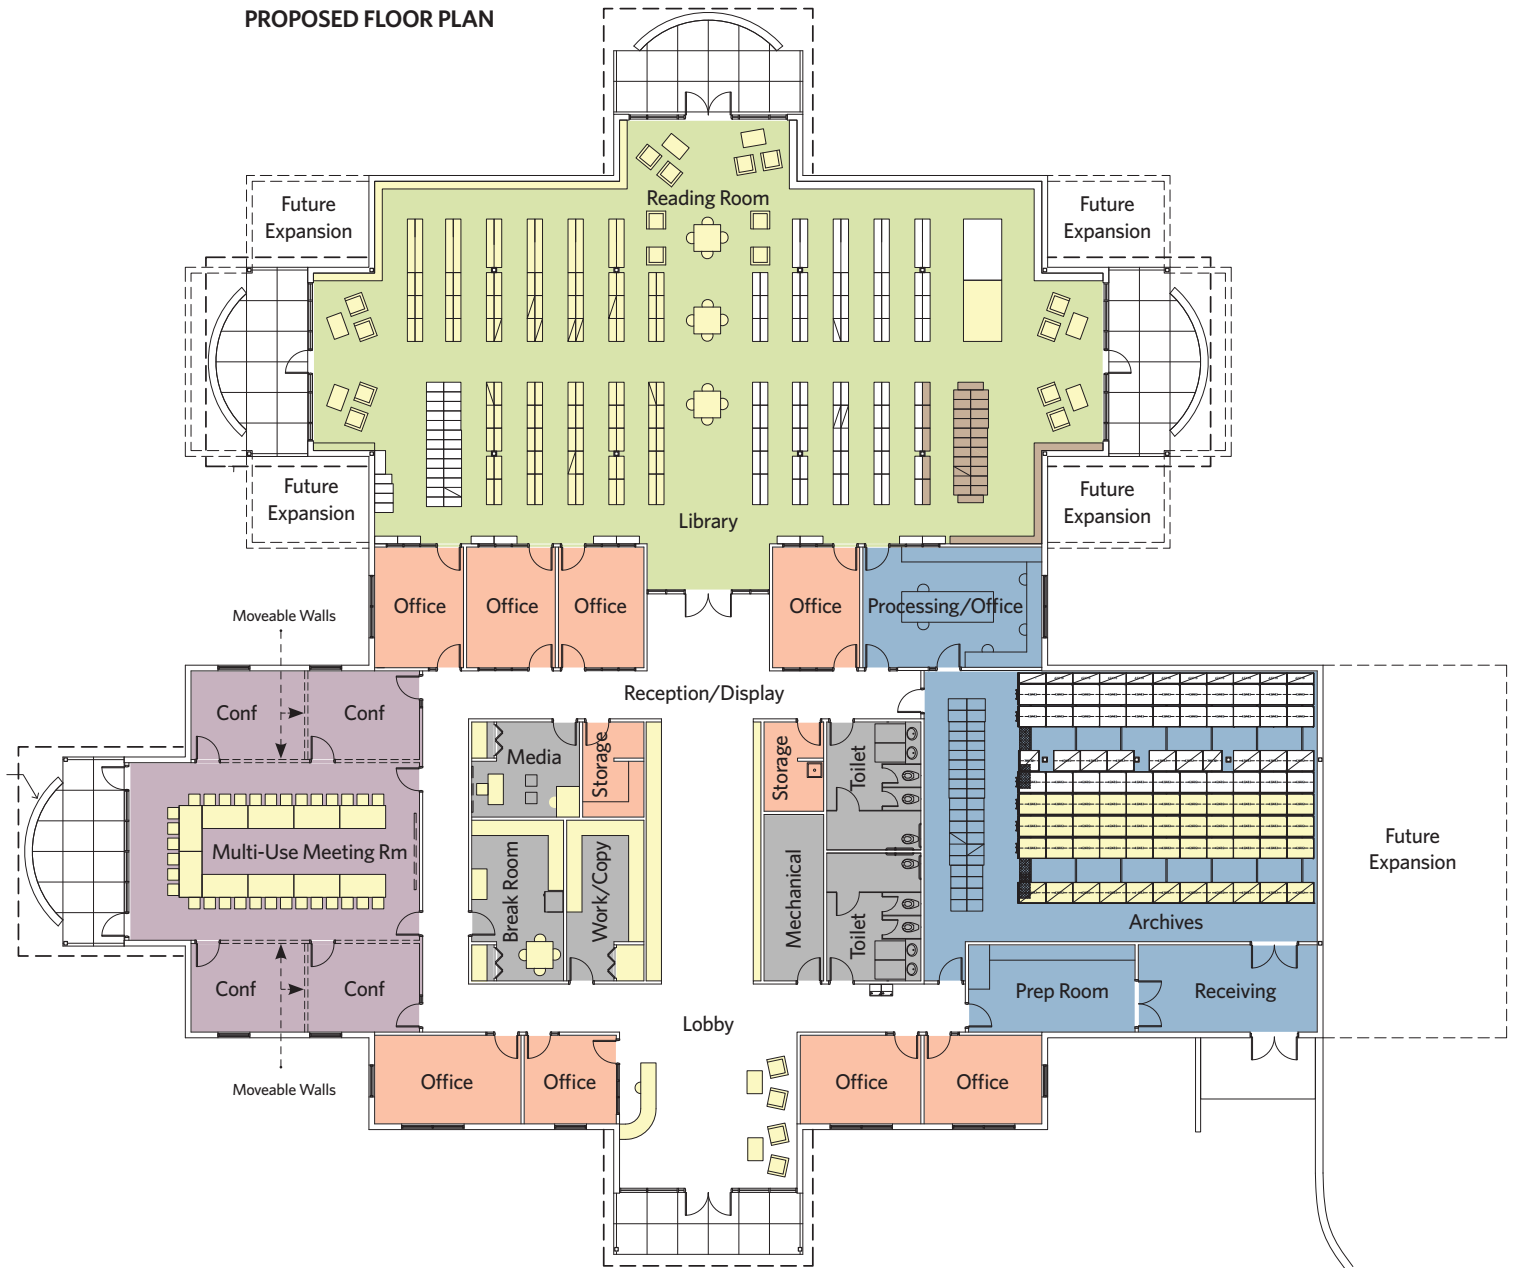 PROPOSED FLOOR PLAN
Future
Expansion
Reading Room
Future
Expansion
Future
Expansion
Library
Future
Expansion
Office
Office
Office
Office
Processing/Office
Moveable Walls
Conf
Conf
Reception/Display
Media
Storage
Storage
Toilet
Multi-Use Meeting Rm
Break Room
Work/Copy
Mechanical
Toilet
Archives
Future
Expansion
Conf
Conf
Prep Room
Receiving
Lobby
Moveable Walls
Office
Office
Office
Office